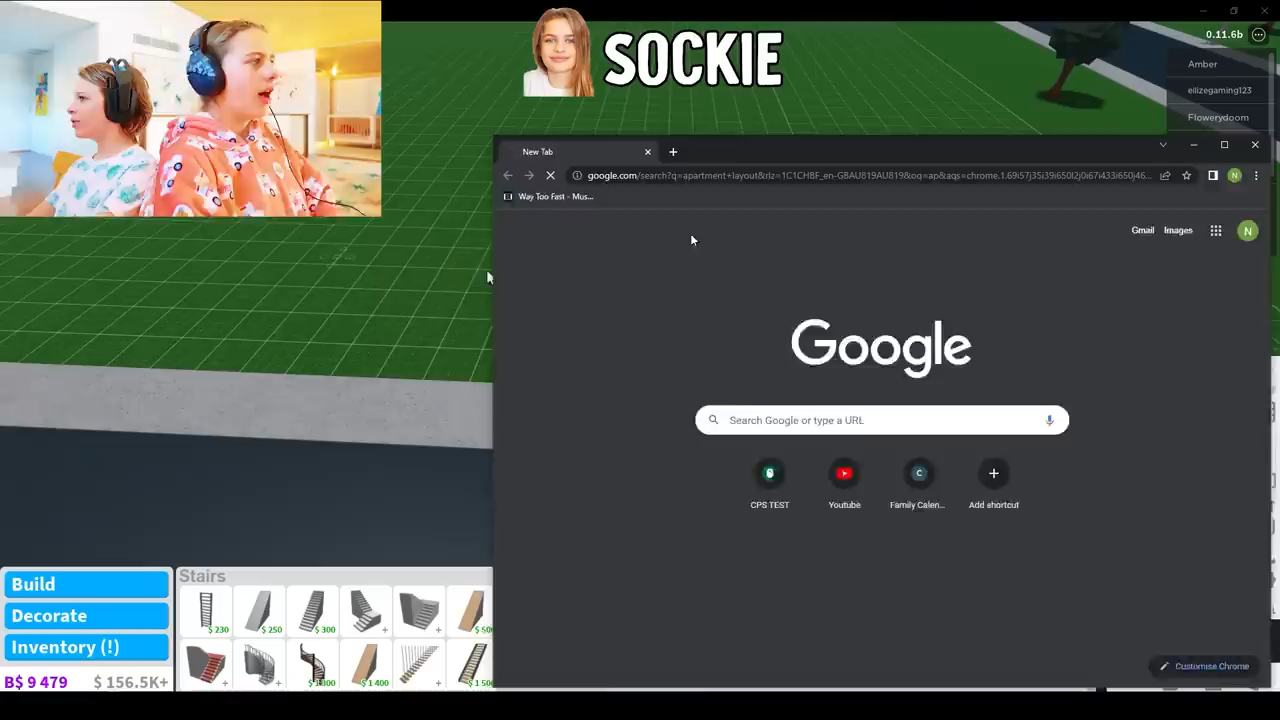 SOCKIE
0.11.6b
Amber
eilizegaming123
Flowerydoom
New Tab
google.com/search?q=apartment+layout&rlz=1C1CHBF_en-GBAU819AU819&oq=ap&aqs=chrome.1.69i57j35i39i650l2j0i67i433i650j46...
Way Too Fast - Mus...
Gmail
Images
N
Google
Search Google or type a URL
CPS TEST
Youtube
C
Family Calen...
Add shortcut
Customise Chrome
Build
Decorate
Inventory (!)
B$ 9 479
$ 156.5K+
Stairs
$ 230
$ 250
$ 300
$ 1 400